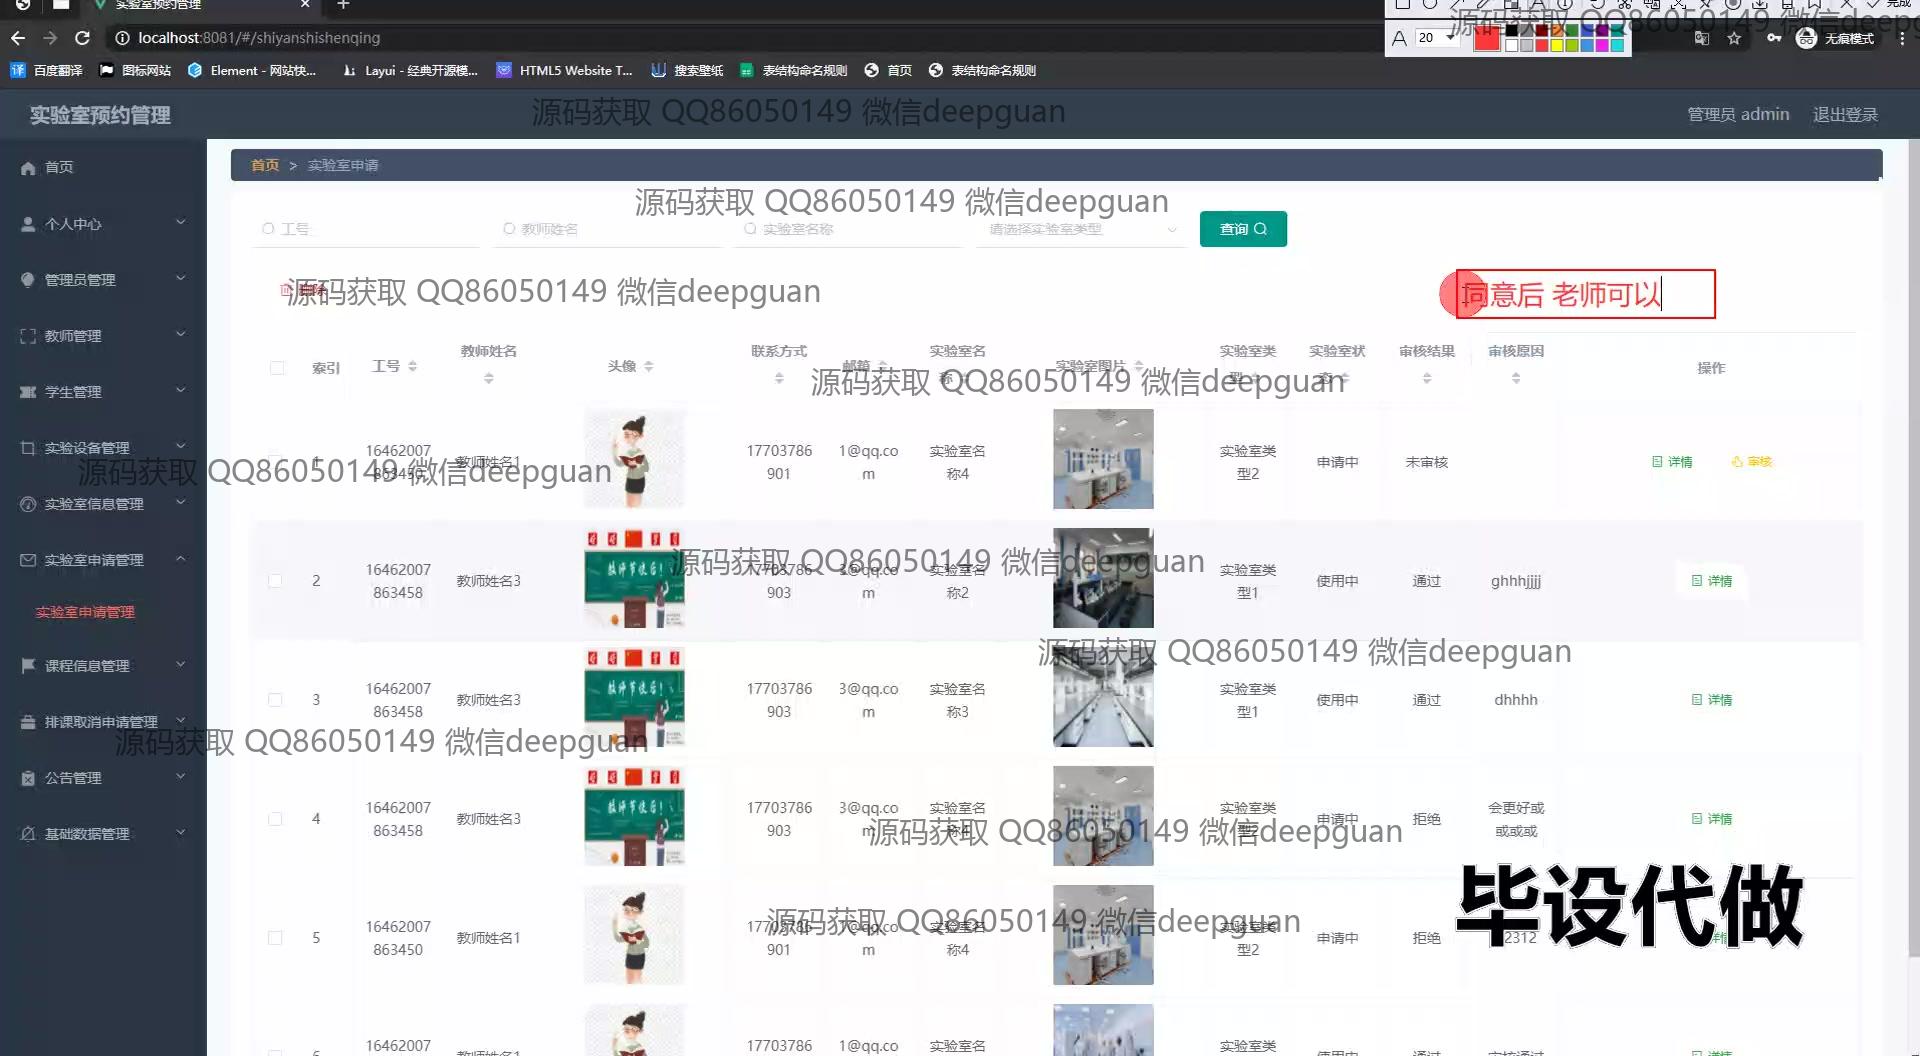 实验室预约管理
完成
localhost:8081/#/shiyanshishenqing
A 20
无痕模式
百度翻译 图标网站 Element - 网站快... Layui - 经典开源模... HTML5 Website T... 搜索壁纸 表结构命名规则 首页 表结构命名规则
源码获取 QQ86050149 微信deepg
实验室预约管理
源码获取 QQ86050149 微信deepguan
管理员 admin 退出登录
首页
个人中心
管理员管理
教师管理
学生管理
实验设备管理
实验室信息管理
实验室申请管理
实验室申请管理
课程信息管理
排课取消申请管理
公告管理
基础数据管理
首页 > 实验室申请
源码获取 QQ86050149 微信deepguan
工号 教师姓名 实验室名称 请选择实验室类型 查询
删除
源码获取 QQ86050149 微信deepguan
同意后 老师可以
索引 工号 教师姓名 头像 联系方式 邮箱 实验室名称 实验室图片 实验室类型 实验室状态 审核结果 审核原因 操作
源码获取 QQ86050149 微信deepguan
1 16462007863450 教师姓名1 17703786901 1@qq.com 实验室名称4 实验室类型2 申请中 未审核 详情 审核
源码获取 QQ86050149 微信deepguan
2 16462007863458 教师姓名3 17703786903 3@qq.com 实验室名称2 实验室类型1 使用中 通过 ghhhjjjj 详情
源码获取 QQ86050149 微信deepguan
3 16462007863458 教师姓名3 17703786903 3@qq.com 实验室名称3 实验室类型1 使用中 通过 dhhhh 详情
源码获取 QQ86050149 微信deepguan
源码获取 QQ86050149 微信deepguan
4 16462007863458 教师姓名3 17703786903 3@qq.com 实验室名称4 实验室类型2 申请中 拒绝 会更好或或或或 详情
源码获取 QQ86050149 微信deepguan
5 16462007863450 教师姓名1 17703786901 1@qq.com 实验室名称4 实验室类型2 申请中 拒绝 2312 详情
源码获取 QQ86050149 微信deepguan
毕设代做
6 16462007 教师姓名1 17703786 1@qq.co 实验室名 实验室类 使用中 通过 审核通过 详情